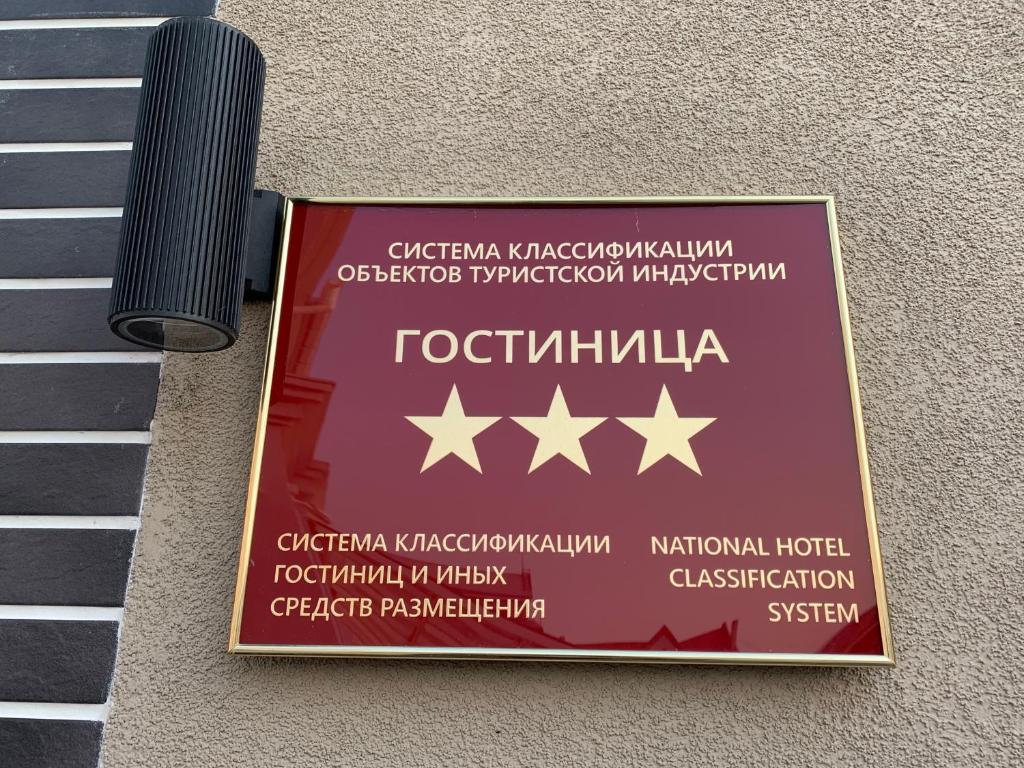 СИСТЕМА КЛАССИФИКАЦИИ
ОБЪЕКТОВ ТУРИСТСКОЙ ИНДУСТРИИ
ГОСТИНИЦА
СИСТЕМА КЛАССИФИКАЦИИ
ГОСТИНИЦ И ИНЫХ
СРЕДСТВ РАЗМЕЩЕНИЯ
NATIONAL HOTEL
CLASSIFICATION
SYSTEM